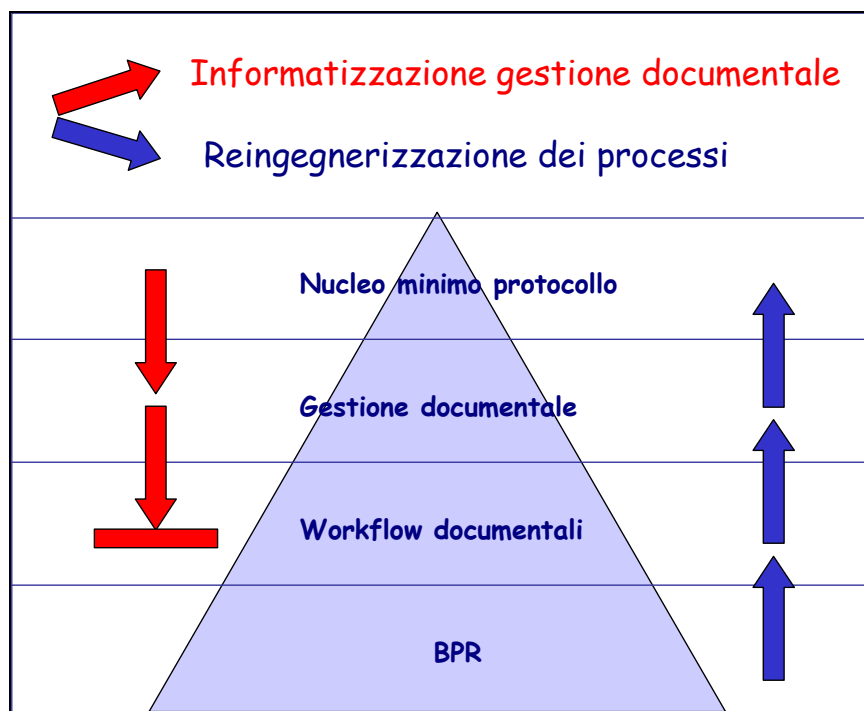 Informatizzazione gestione documentale
Reingegnerizzazione dei processi
Nucleo minimo protocollo
Gestione documentale
Workflow documentali
BPR